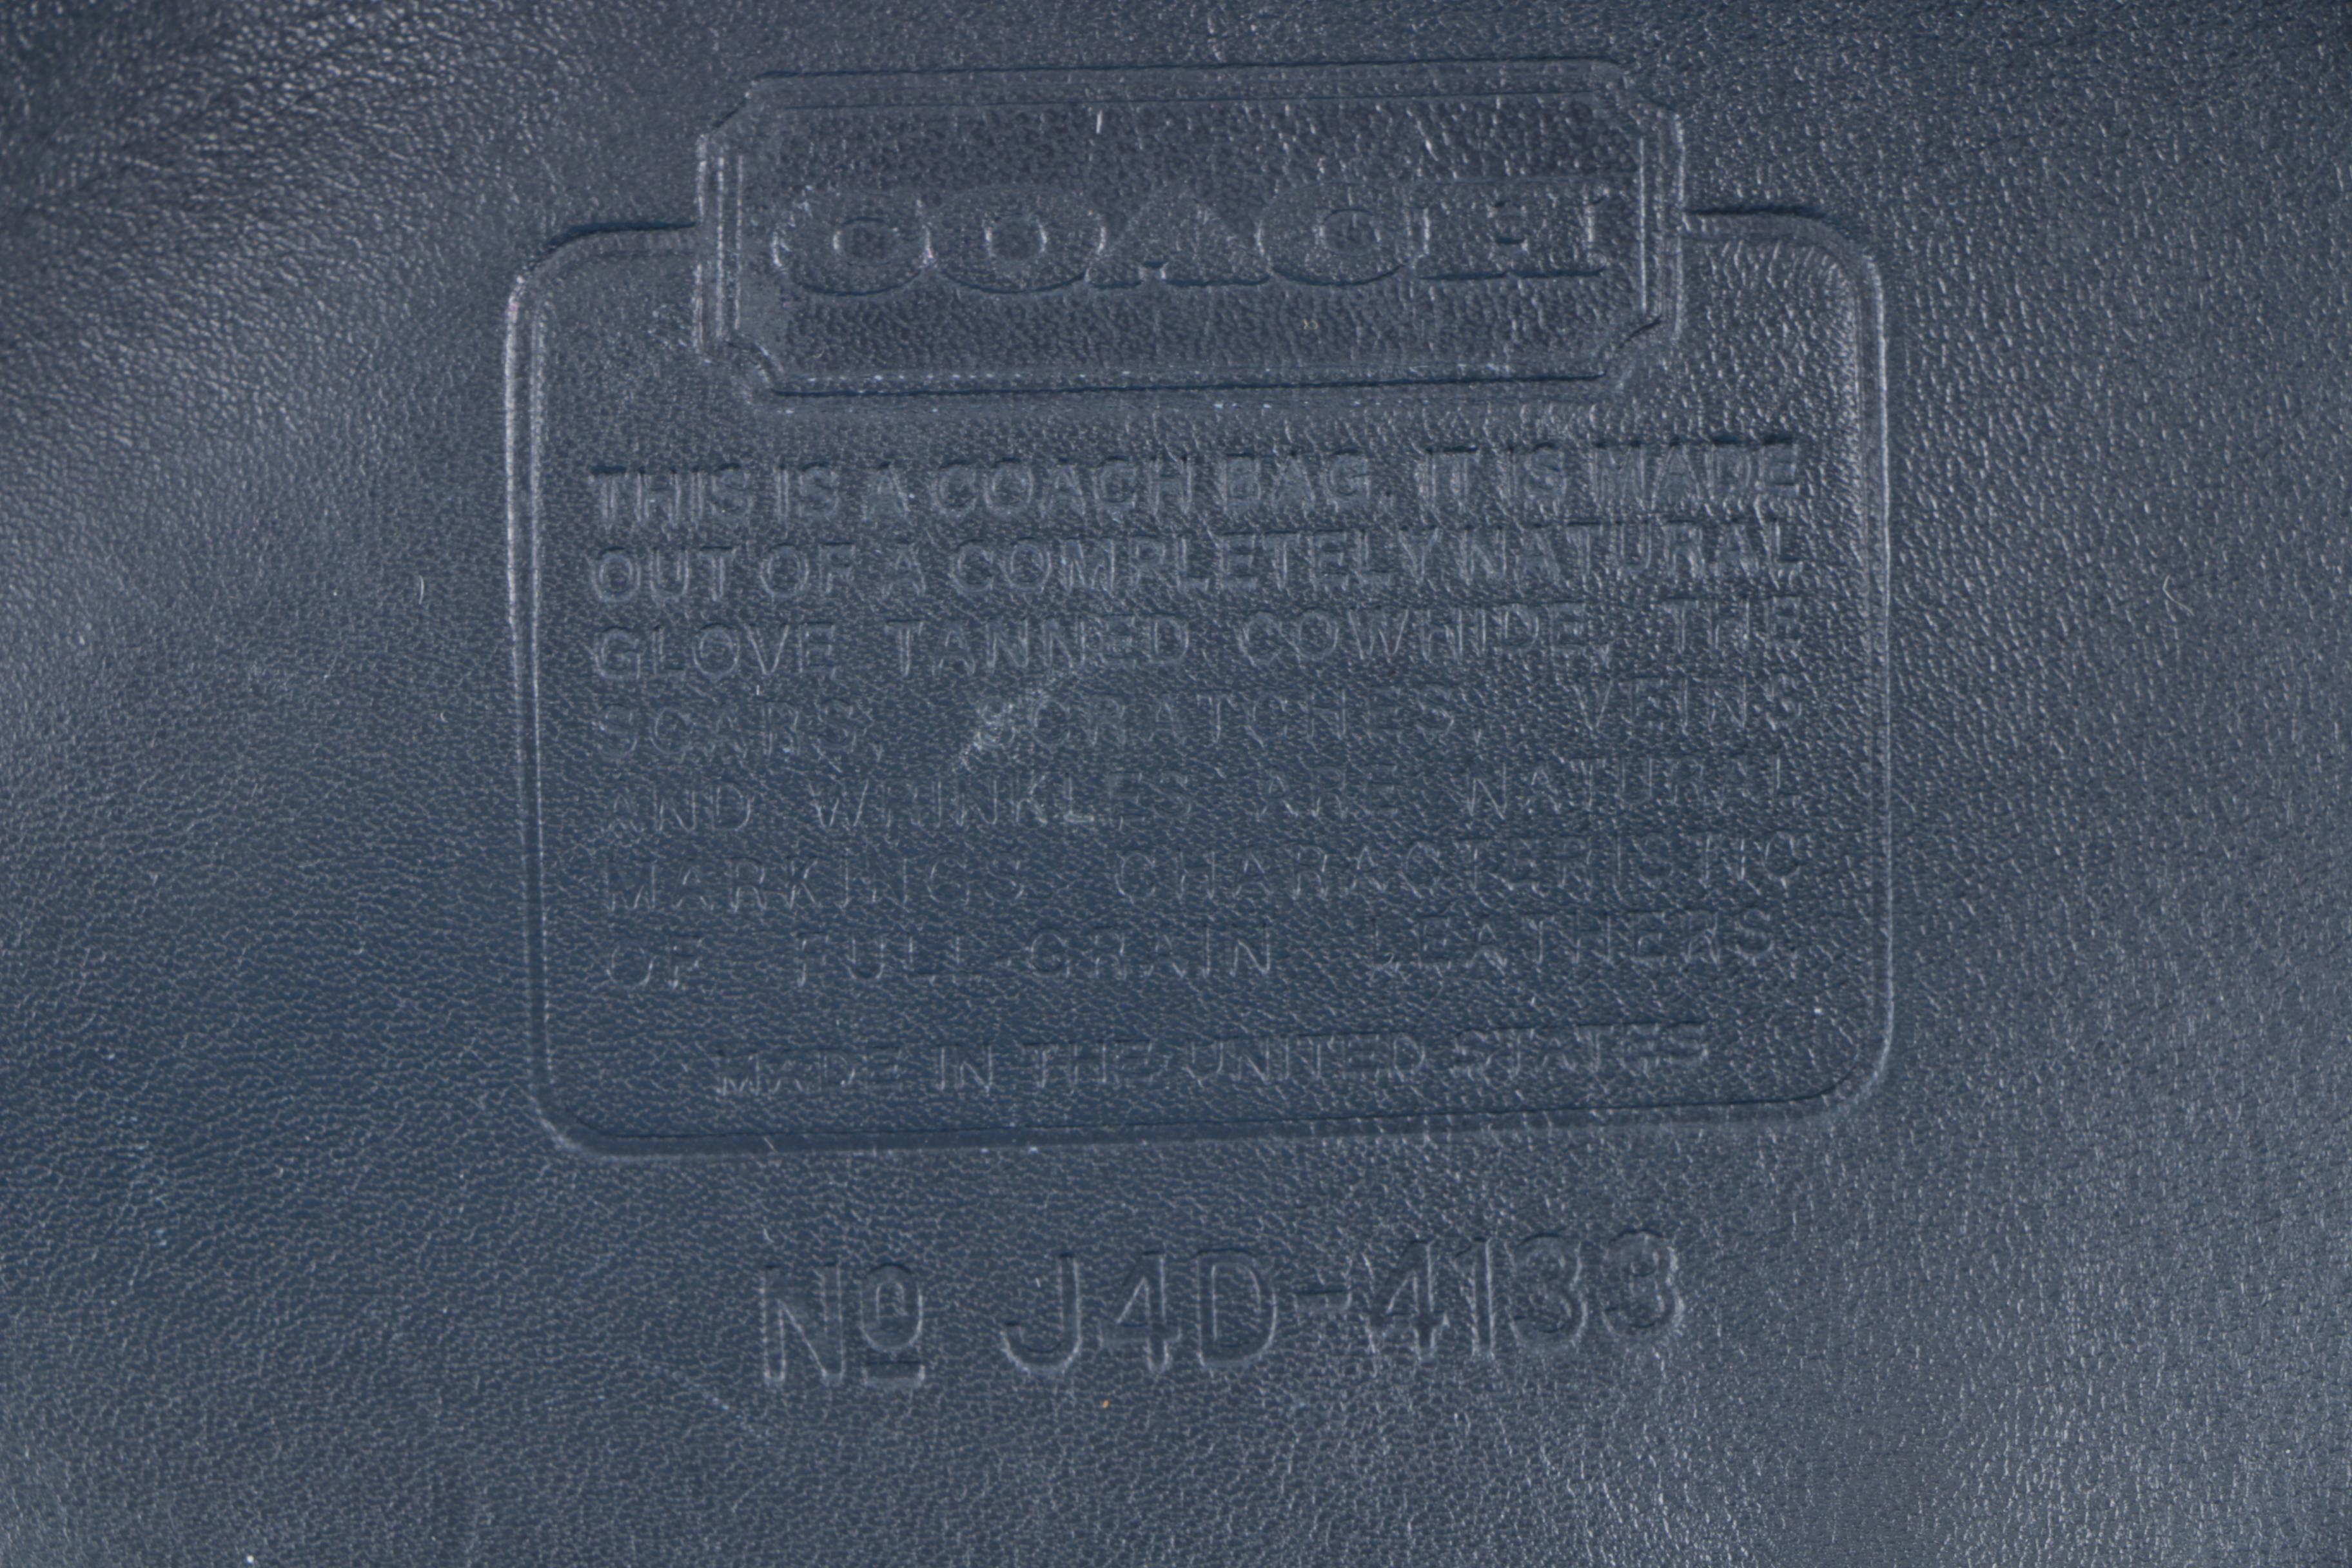 COACH
THIS IS A COACH BAG. IT IS MADE
OUT OF A COMPLETELY NATURAL
GLOVE TANNED COWHIDE, THE
SCARS, SCRATCHES, VEINS
AND WRINKLES ARE NATURAL
MARKINGS CHARACTERISTIC
OF FULL-GRAIN LEATHERS.
MADE IN THE UNITED STATES
Nº J4D-4133